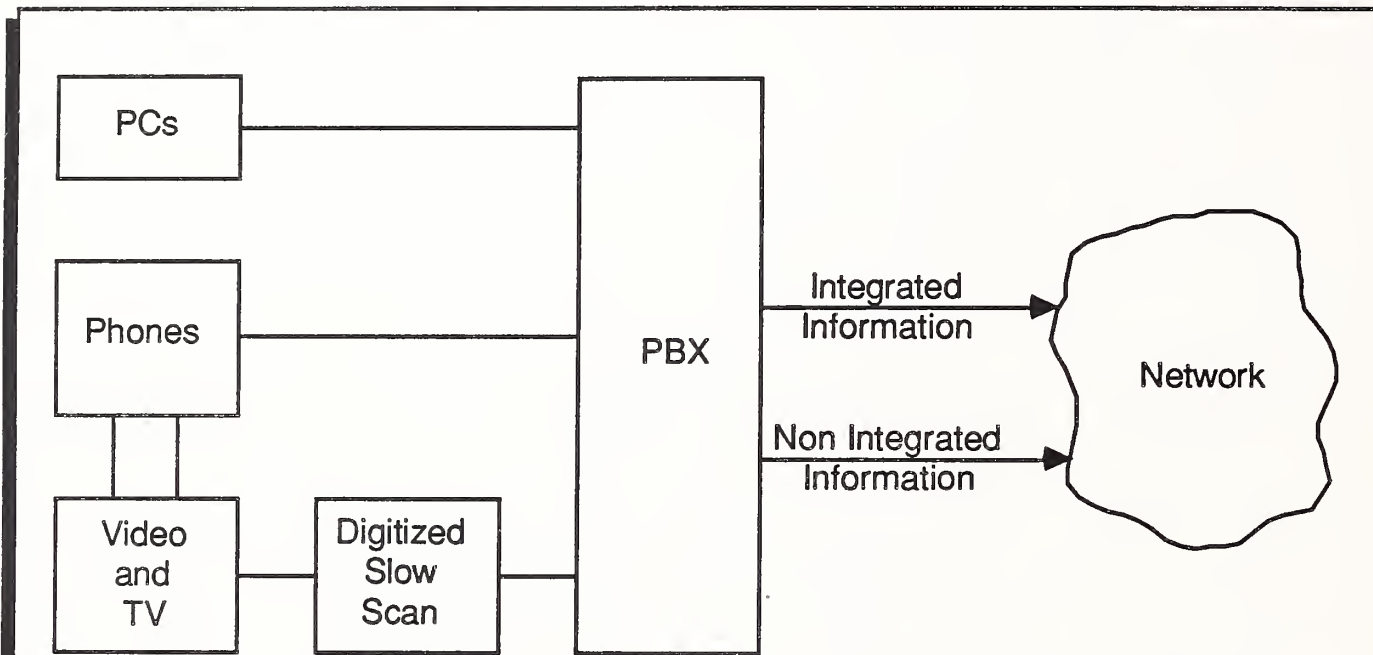 PCs
Phones
Video
and
TV
Digitized
Slow
Scan
PBX
Integrated
Information
Non Integrated
Information
Network